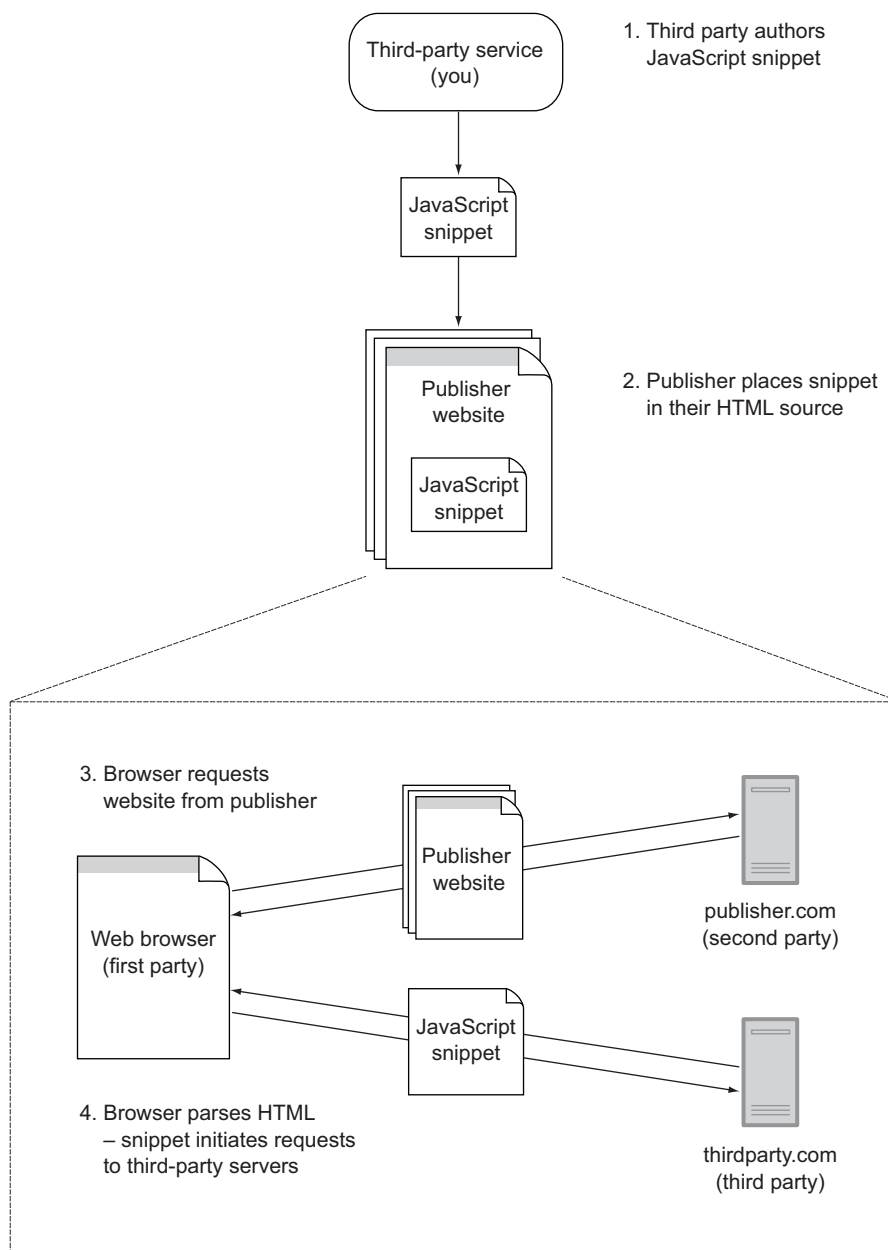 Third-party service
(you)
1. Third party authors
JavaScript snippet
JavaScript
snippet
Publisher
website
JavaScript
snippet
2. Publisher places snippet
in their HTML source
3. Browser requests
website from publisher
Publisher
website
publisher.com
(second party)
Web browser
(first party)
JavaScript
snippet
4. Browser parses HTML
– snippet initiates requests
to third-party servers
thirdparty.com
(third party)